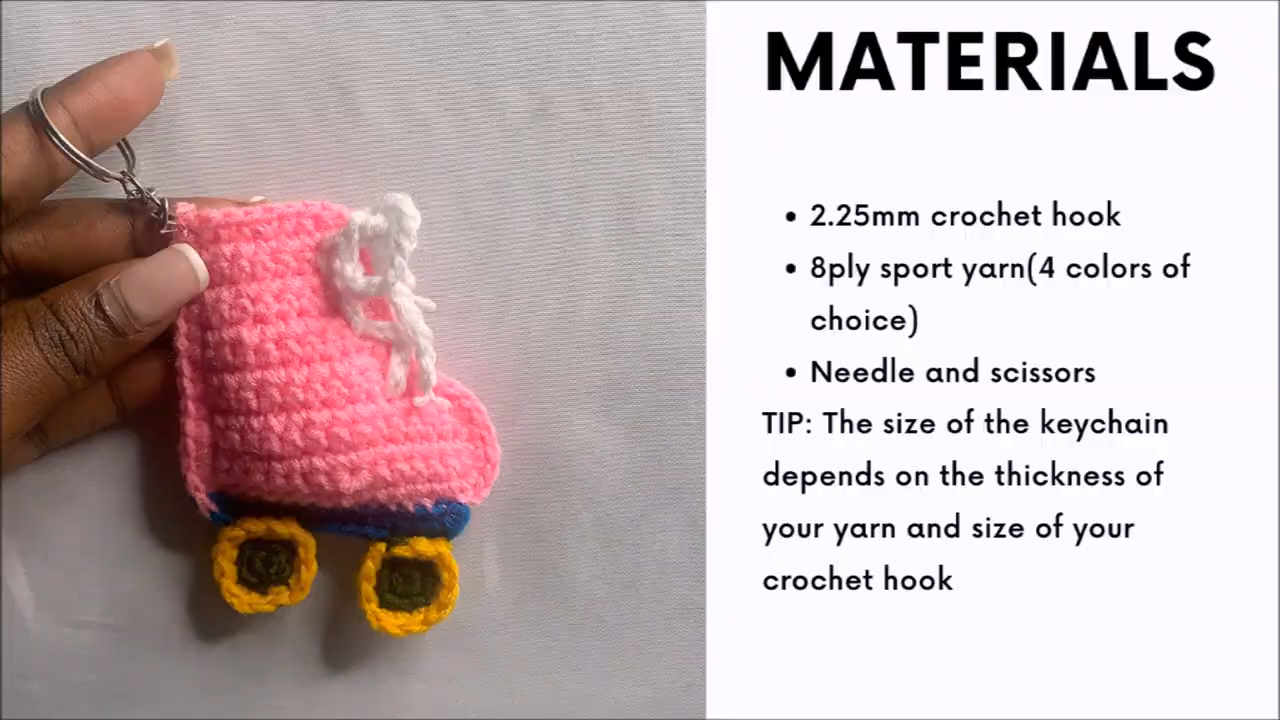 MATERIALS
• 2.25mm crochet hook
• 8ply sport yarn(4 colors of
choice)
• Needle and scissors
TIP: The size of the keychain
depends on the thickness of
your yarn and size of your
crochet hook